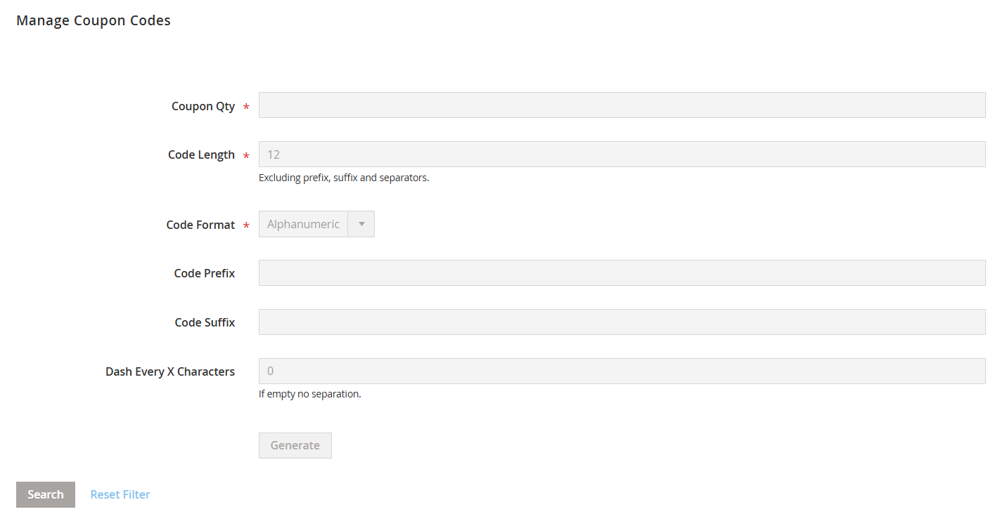 Manage Coupon Codes
Coupon Qty *
Code Length * 12
Excluding prefix, suffix and separators.
Code Format * Alphanumeric
Code Prefix
Code Suffix
Dash Every X Characters 0
If empty no separation.
Generate
Search Reset Filter